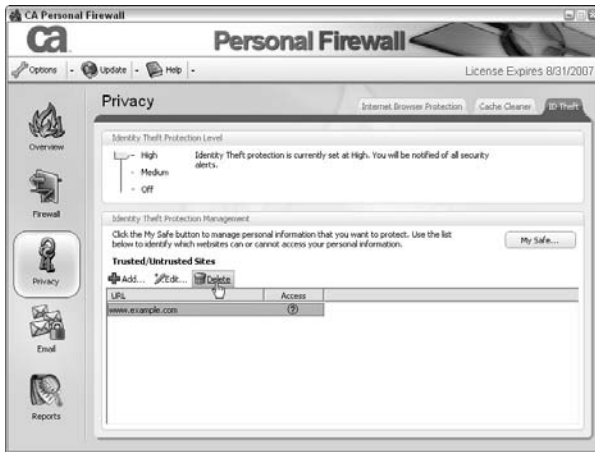 CA Personal Firewall
ca
Personal Firewall
Options
Update
Help
License Expires 8/31/2007
Overview
Firewall
Privacy
Email
Reports
Privacy
Internet Browser Protection
Cache Cleaner
ID Theft
Identity Theft Protection Level
High
Medium
Off
Identity Theft protection is currently set at High. You will be notified of all security
alerts.
Identity Theft Protection Management
Click the My Safe button to manage personal information that you want to protect. Use the list
below to identify which websites can or cannot access your personal information.
My Safe...
Trusted/Untrusted Sites
Add...
Edit...
Delete
URL
Access
www.example.com
?